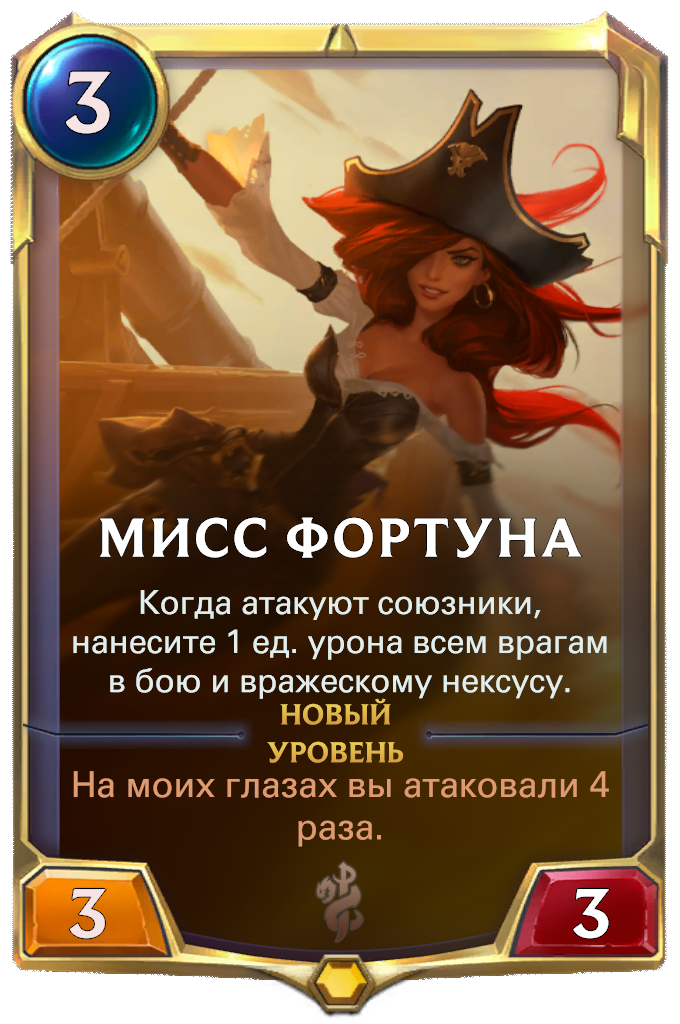 3
МИСС ФОРТУНА
Когда атакуют союзники,
нанесите 1 ед. урона всем врагам
в бою и вражескому нексусу.
НОВЫЙ
УРОВЕНЬ
На моих глазах вы атаковали 4
раза.
3
3